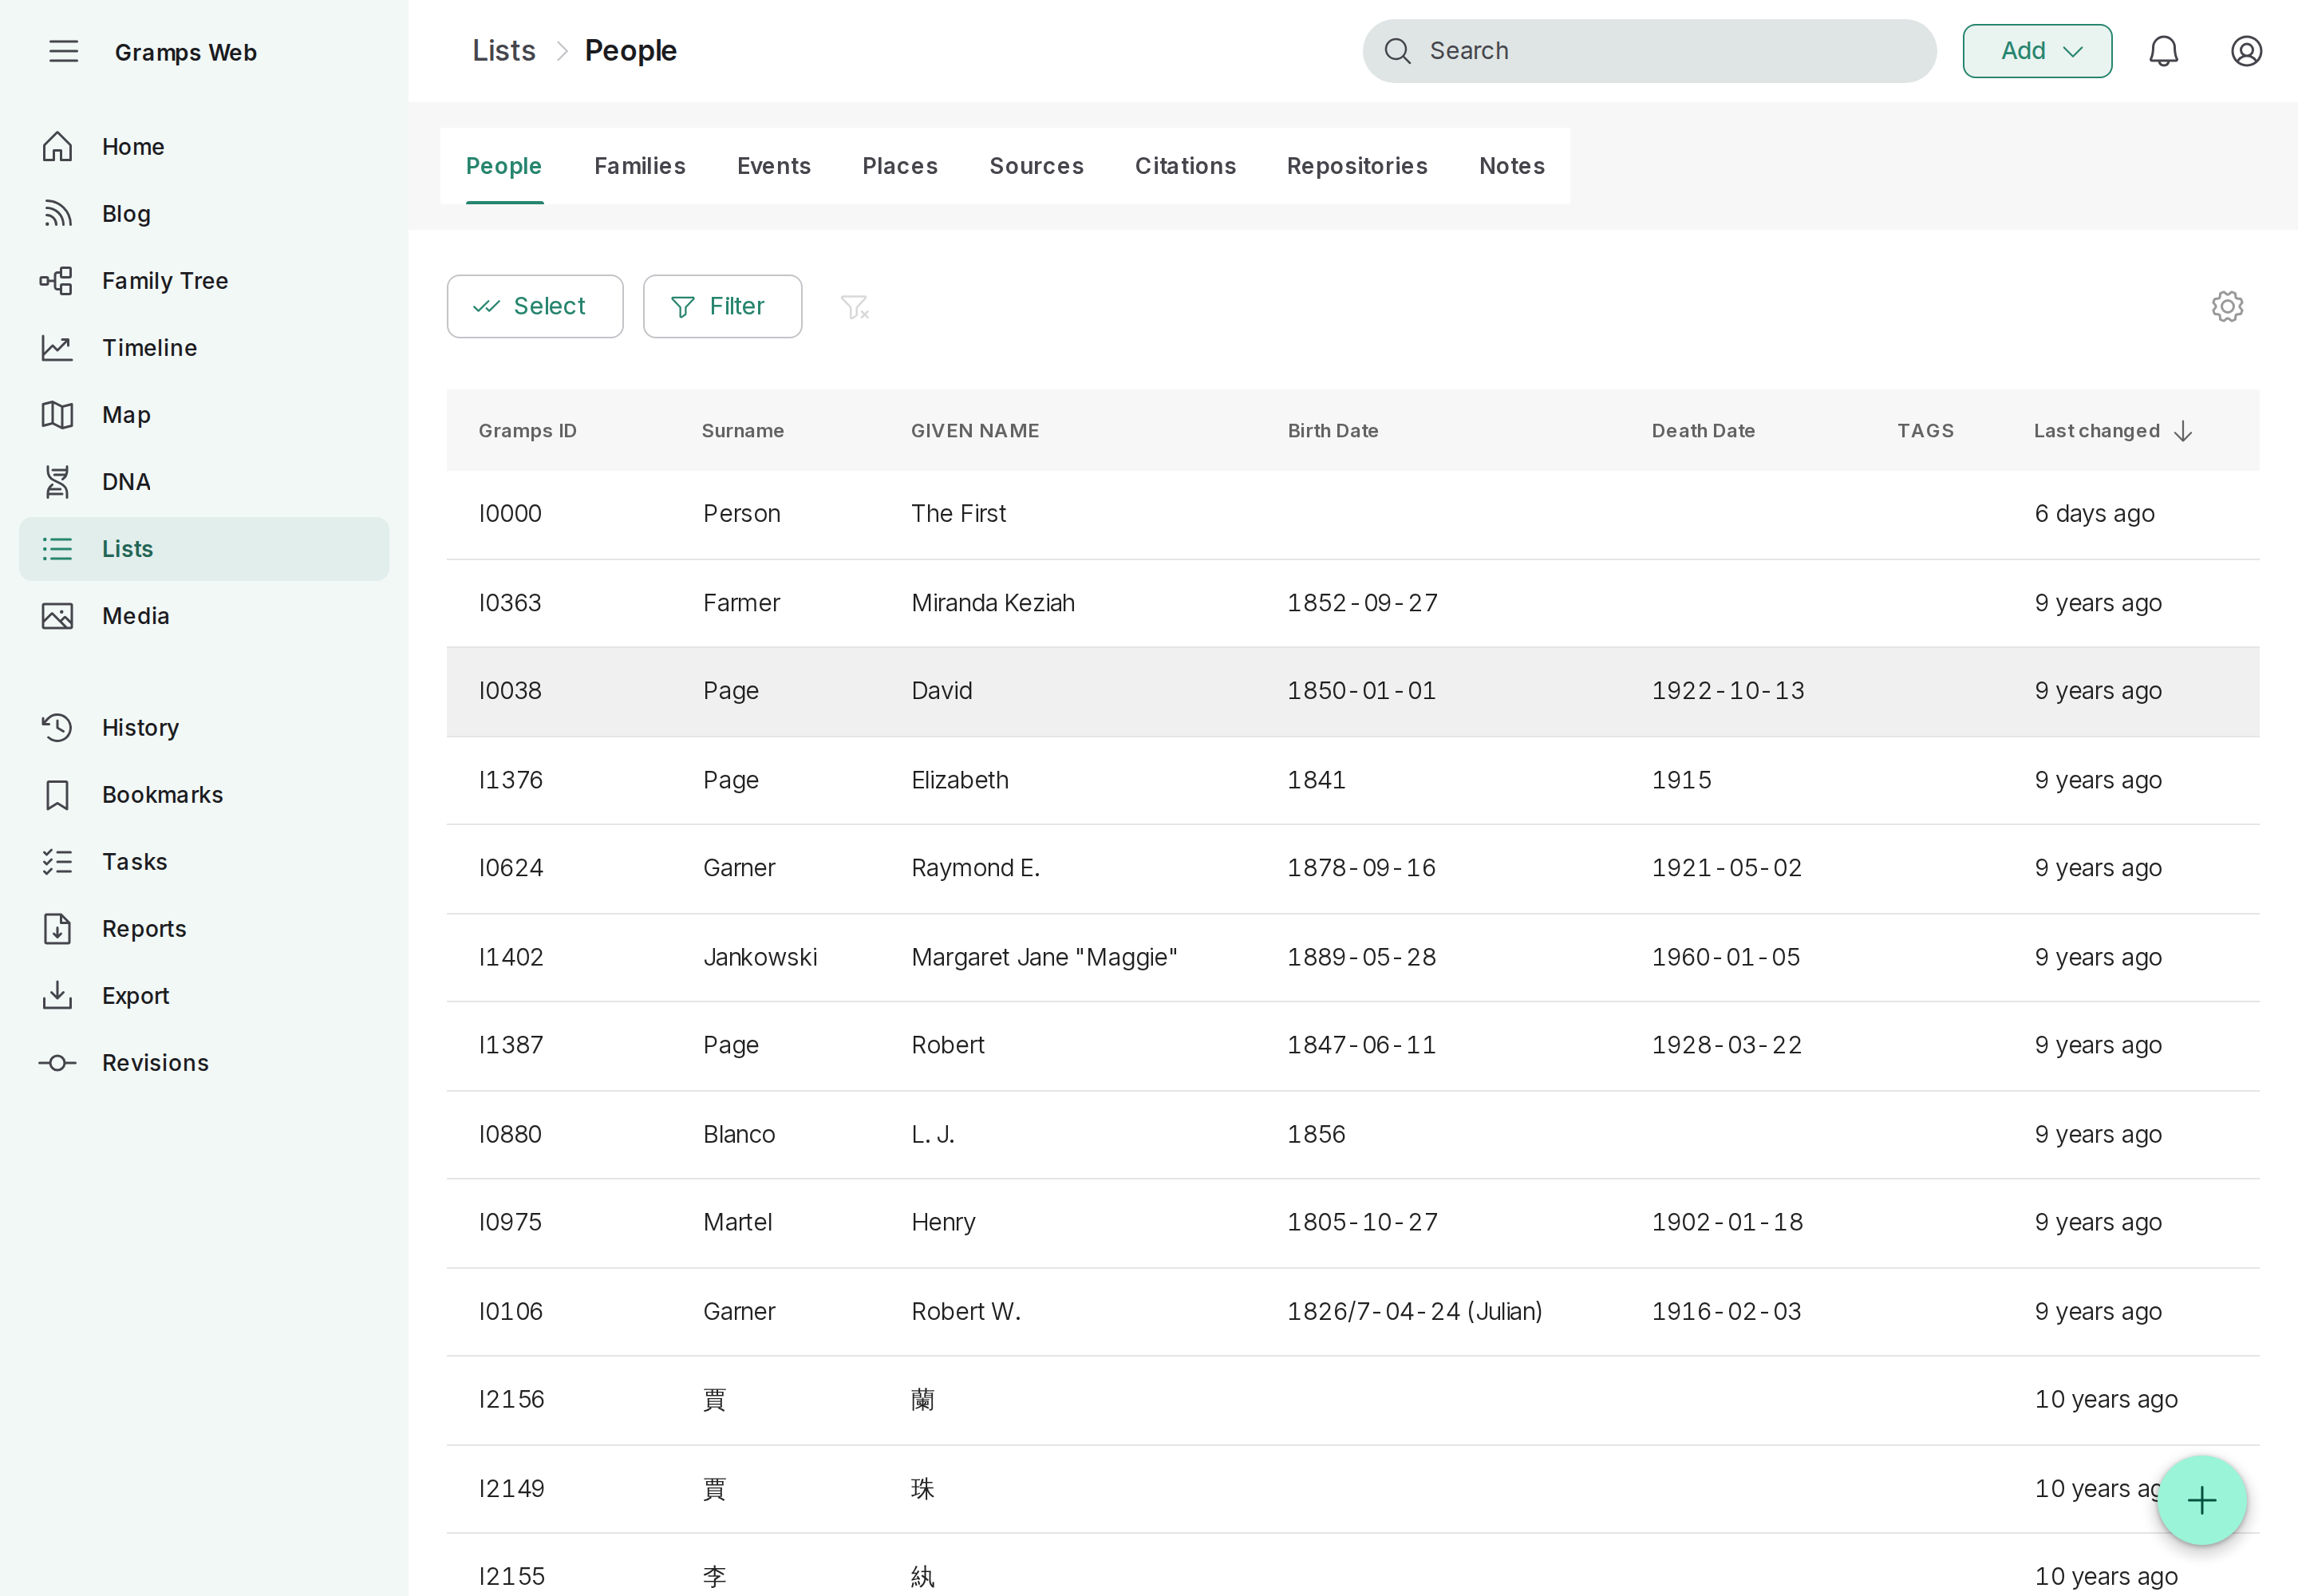 Gramps Web
Lists People
Search
Add
Home
Blog
Family Tree
Timeline
Map
DNA
Lists
Media
History
Bookmarks
Tasks
Reports
Export
Revisions
People Families Events Places Sources Citations Repositories Notes
Select Filter
Gramps ID Surname GIVEN NAME Birth Date Death Date TAGS Last changed
I0000 Person The First 6 days ago
I0363 Farmer Miranda Keziah 1852-09-27 9 years ago
I0038 Page David 1850-01-01 1922-10-13 9 years ago
I1376 Page Elizabeth 1841 1915 9 years ago
I0624 Garner Raymond E. 1878-09-16 1921-05-02 9 years ago
I1402 Jankowski Margaret Jane "Maggie" 1889-05-28 1960-01-05 9 years ago
I1387 Page Robert 1847-06-11 1928-03-22 9 years ago
I0880 Blanco L. J. 1856 9 years ago
I0975 Martel Henry 1805-10-27 1902-01-18 9 years ago
I0106 Garner Robert W. 1826/7-04-24 (Julian) 1916-02-03 9 years ago
I2156 賈 蘭 10 years ago
I2149 賈 珠 10 years ag
I2155 李 紈 10 years ago